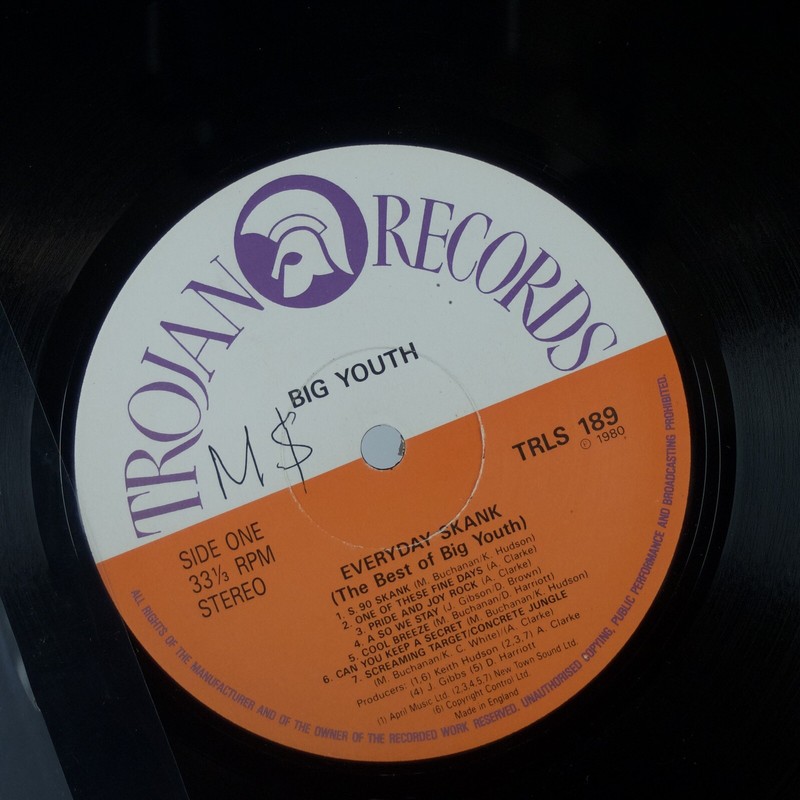 TROJAN RECORDS
BIG YOUTH
M$
TRLS 189
© 1980
SIDE ONE
33⅓ RPM
STEREO
EVERYDAY SKANK
(The Best of Big Youth)
1. S. 90 SKANK (M. Buchanan/K. Hudson)
2. ONE OF THESE FINE DAYS (A. Clarke)
3. PRIDE AND JOY ROCK (A. Clarke)
4. A SO WE STAY (J. Gibson/D. Brown)
5. COOL BREEZE (M. Buchanan/D. Harriott)
6. CAN YOU KEEP A SECRET (M. Buchanan/K. Hudson)
7. SCREAMING TARGET/CONCRETE JUNGLE
(M. Buchanan/K. C. White)/(A. Clarke)
Producers: (1,6) Keith Hudson (2,3,7) A. Clarke
(4) J. Gibbs (5) D. Harriott
(1) April Music Ltd. (2,3,4,5,7) New Town Sound Ltd.
(6) Copyright Control Ltd.
Made in England
ALL RIGHTS OF THE MANUFACTURER AND OF THE OWNER OF THE RECORDED WORK RESERVED. UNAUTHORISED COPYING, PUBLIC PERFORMANCE AND BROADCASTING PROHIBITED.